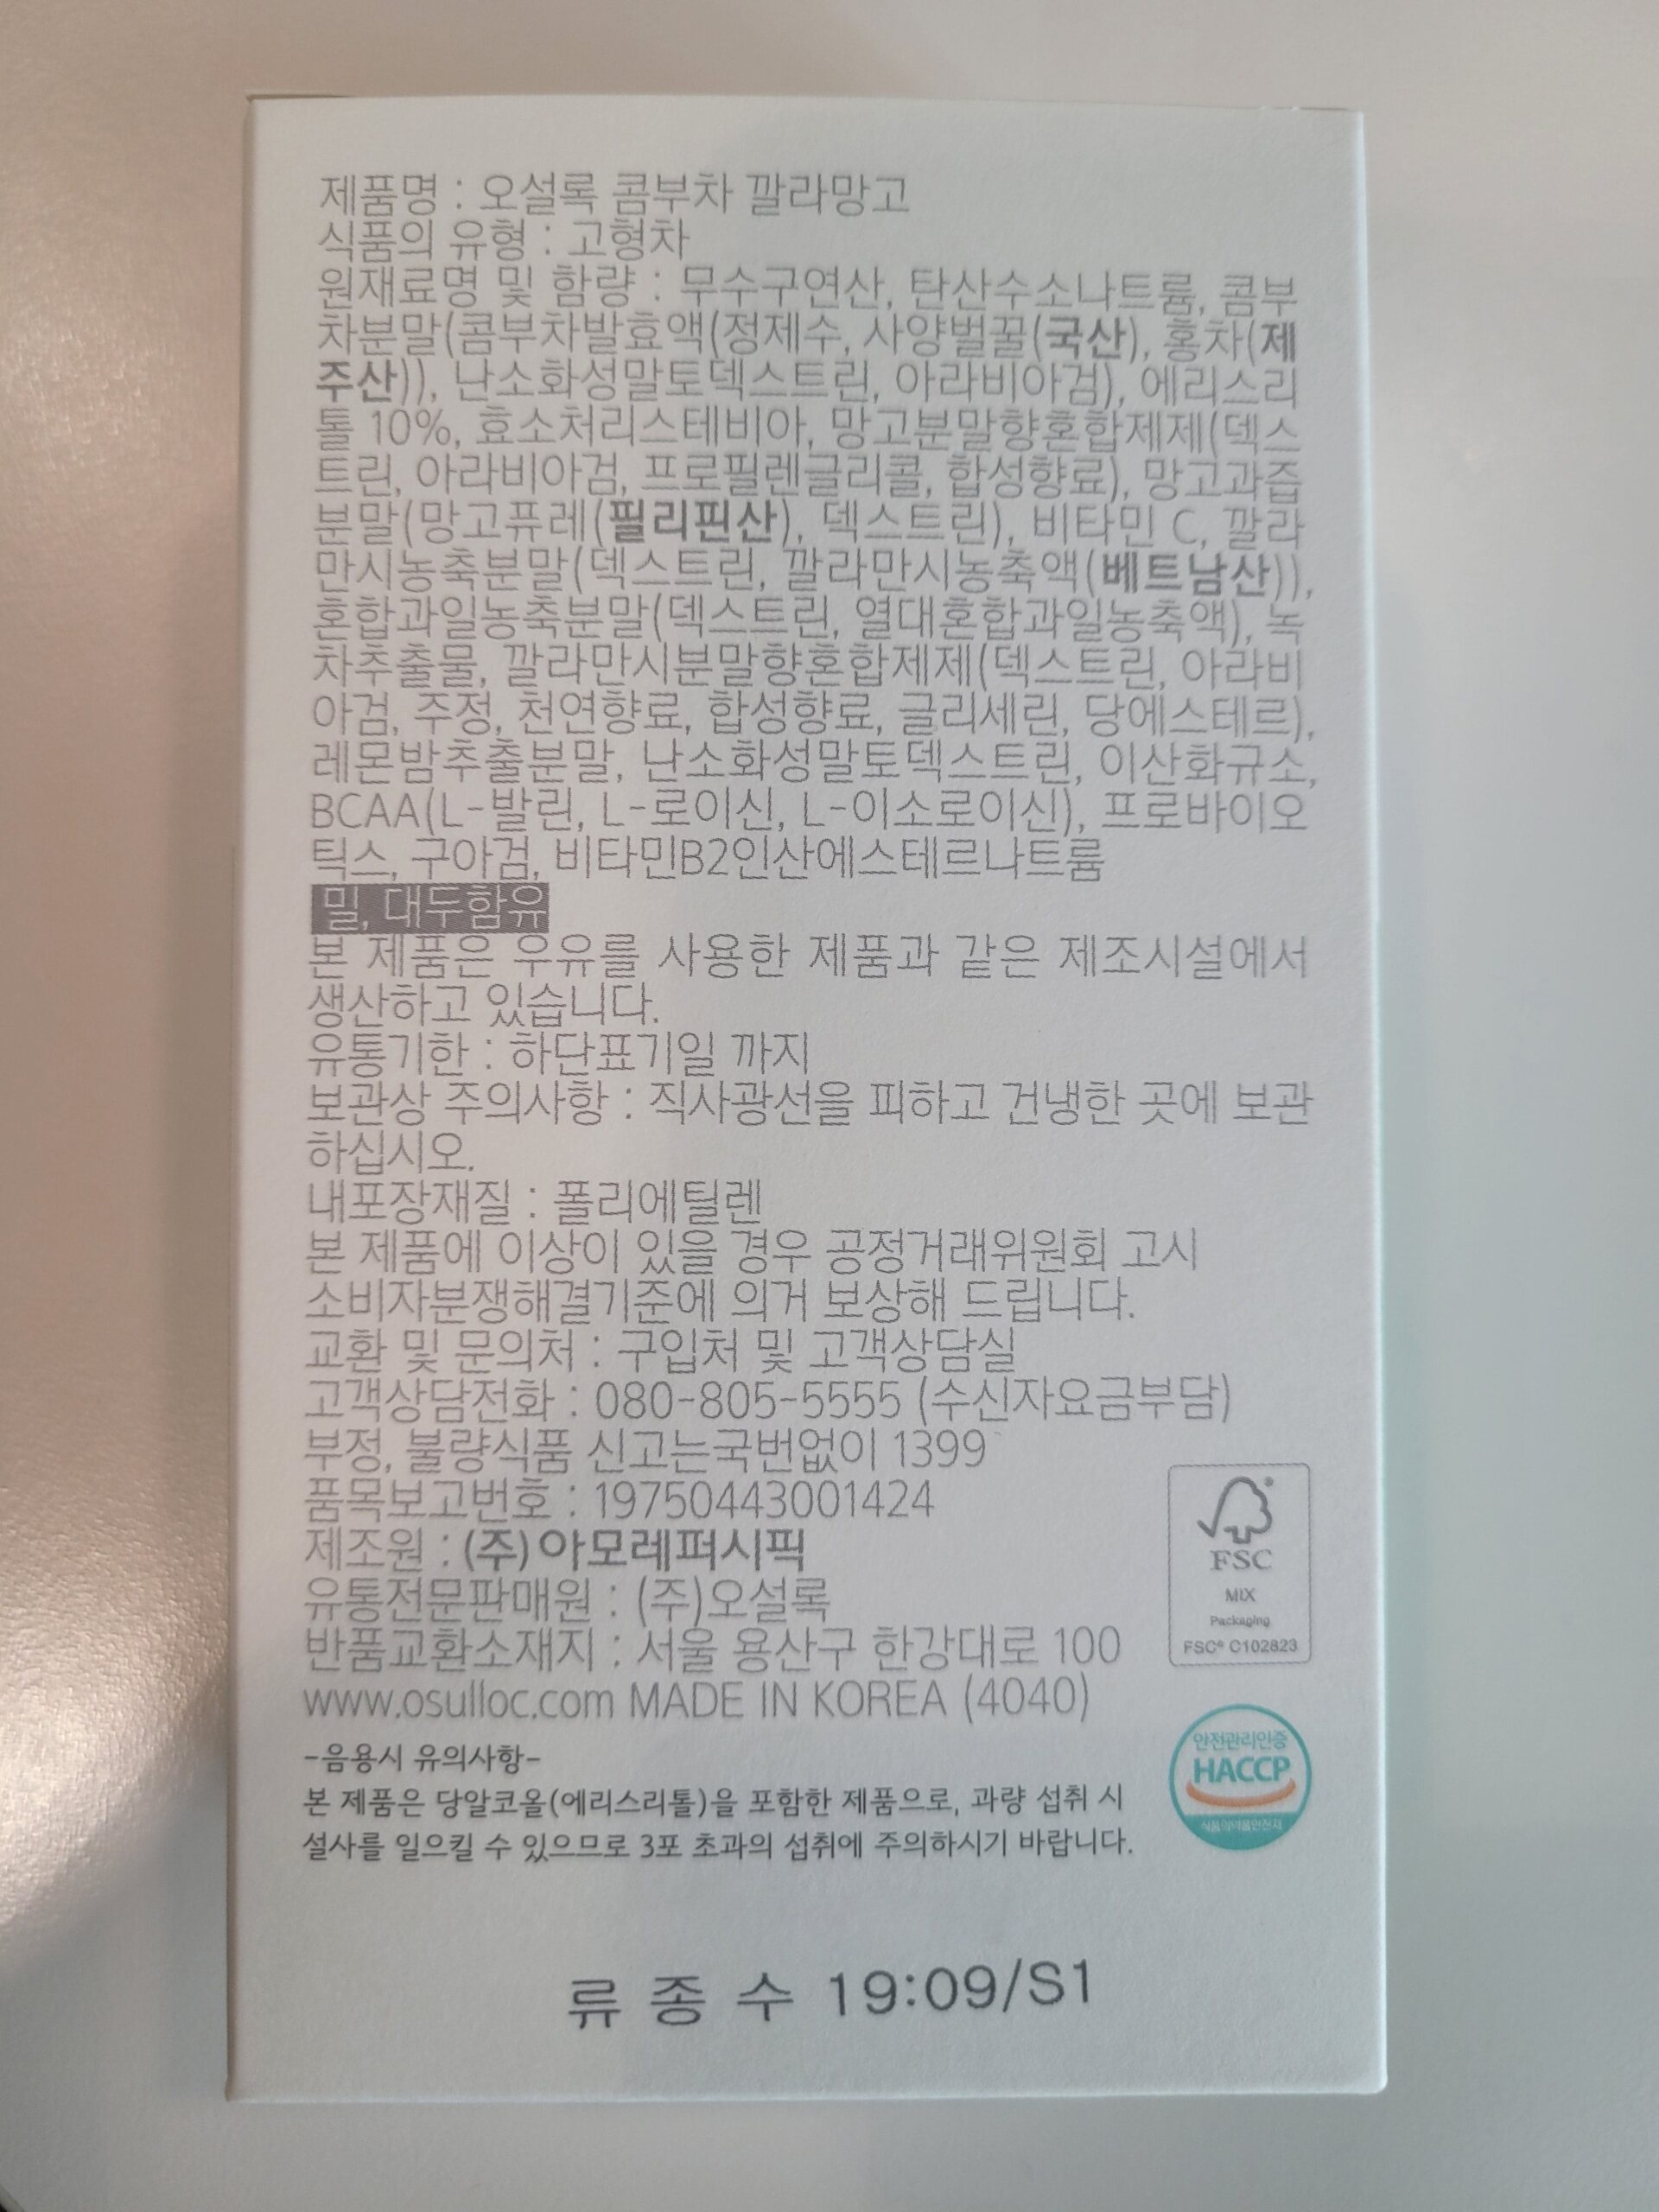 제품명 : 오설록 콤부차 깔라망고
식품의 유형 : 고형차
원재료명 및 함량 : 무수구연산, 탄산수소나트륨, 콤부
차분말(콤부차발효액(정제수, 사양벌꿀(국산), 홍차(제
주산)), 난소화성말토덱스트린, 아라비아검), 에리스리
톨 10%, 효소처리스테비아, 망고분말향혼합제제(덱스
트린, 아라비아검, 프로필렌글리콜, 합성향료), 망고과즙
분말(망고퓨레(필리핀산), 덱스트린), 비타민 C, 깔라
만시농축분말(덱스트린, 깔라만시농축액(베트남산)),
혼합과일농축분말(덱스트린, 열대혼합과일농축액), 녹
차추출물, 깔라만시분말향혼합제제(덱스트린, 아라비
아검, 주정, 천연향료, 합성향료, 글리세린, 당에스테르),
레몬밤추출분말, 난소화성말토덱스트린, 이산화규소,
BCAA(L-발린, L-로이신, L-이소로이신), 프로바이오
틱스, 구아검, 비타민B2인산에스테르나트륨
밀, 대두함유
본 제품은 우유를 사용한 제품과 같은 제조시설에서
생산하고 있습니다.
유통기한 : 하단표기일 까지
보관상 주의사항 : 직사광선을 피하고 건냉한 곳에 보관
하십시오.
내포장재질 : 폴리에틸렌
본 제품에 이상이 있을 경우 공정거래위원회 고시
소비자분쟁해결기준에 의거 보상해 드립니다.
교환 및 문의처 : 구입처 및 고객상담실
고객상담전화 : 080-805-5555 (수신자요금부담)
부정, 불량식품 신고는국번없이 1399
품목보고번호 : 19750443001424
제조원 : (주)아모레퍼시픽
유통전문판매원 : (주)오설록
반품교환소재지 : 서울 용산구 한강대로 100
www.osulloc.com MADE IN KOREA (4040)
FSC
MIX
Packaging
FSC® C102823
안전관리인증
HACCP
식품의약품안전처
-음용시 유의사항-
본 제품은 당알코올(에리스리톨)을 포함한 제품으로, 과량 섭취 시
설사를 일으킬 수 있으므로 3포 초과의 섭취에 주의하시기 바랍니다.
류 종 수 19:09/S1